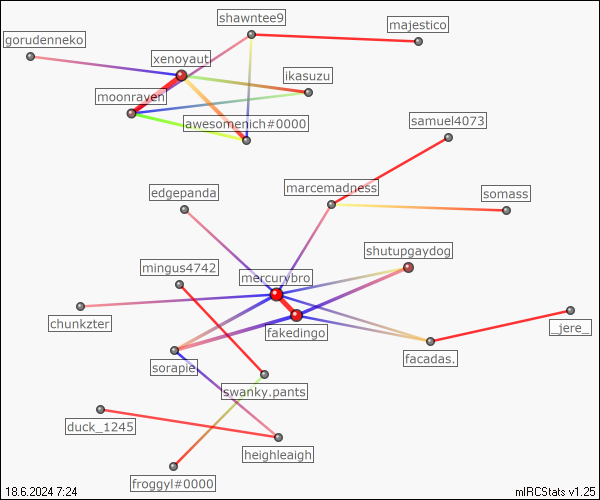 shawntee9
majestico
gorudenneko
xenoyaut
ikasuzu
moonraven
awesomenich#0000
samuel4073
edgepanda
marcemadness
somass
shutupgaydog
mingus4742
mercurybro
chunkzter
fakedingo
_jere_
facadas.
sorapie
swanky.pants
duck_1245
heighleaigh
froggyl#0000
18.6.2024 7:24
mIRCStats v1.25